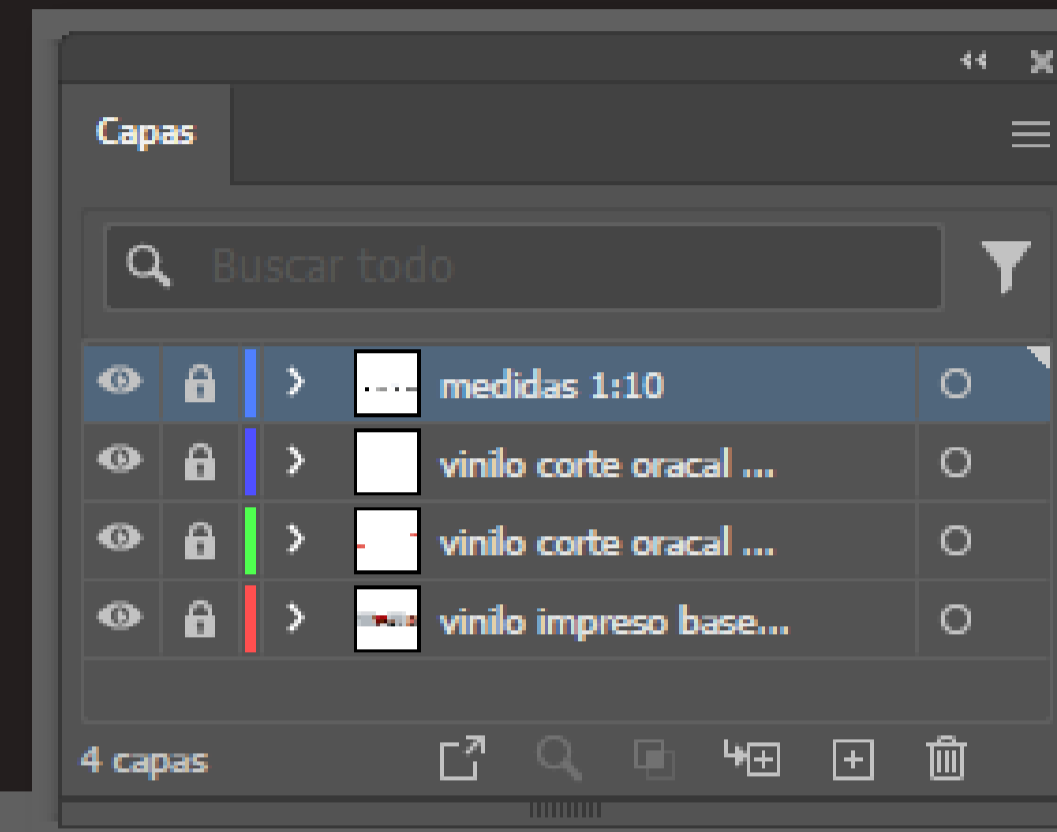 Capas
Buscar todo
medidas 1:10
vinilo corte oracal ...
vinilo corte oracal ...
vinilo impreso base...
4 capas